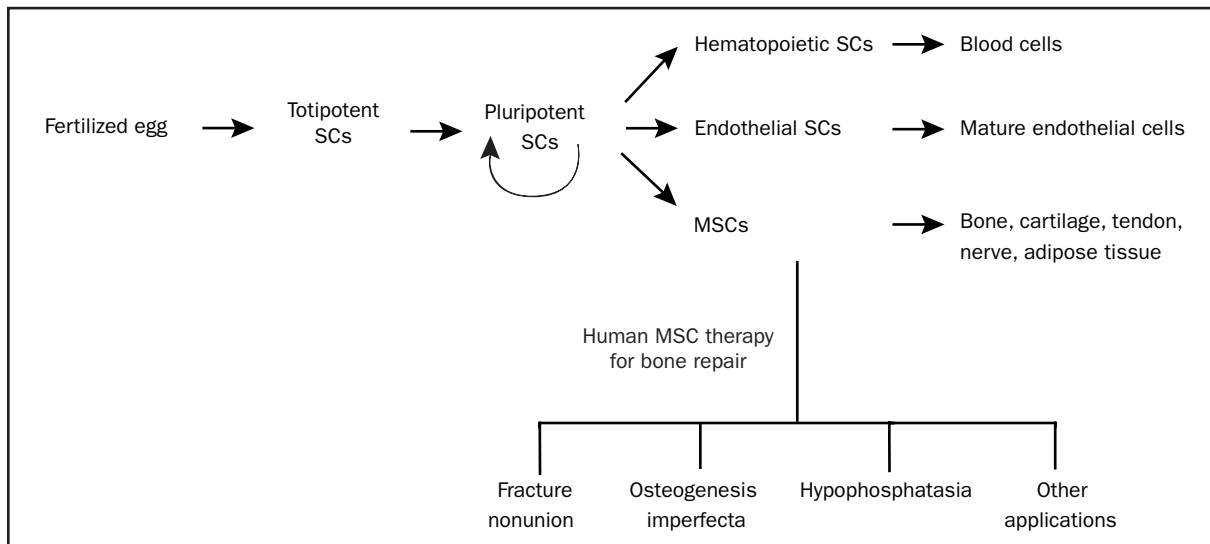 Hematopoietic SCs
Blood cells
Fertilized egg
Totipotent
SCs
Pluripotent
SCs
Endothelial SCs
Mature endothelial cells
MSCs
Bone, cartilage, tendon,
nerve, adipose tissue
Human MSC therapy
for bone repair
Fracture
nonunion
Osteogenesis
imperfecta
Hypophosphatasia
Other
applications